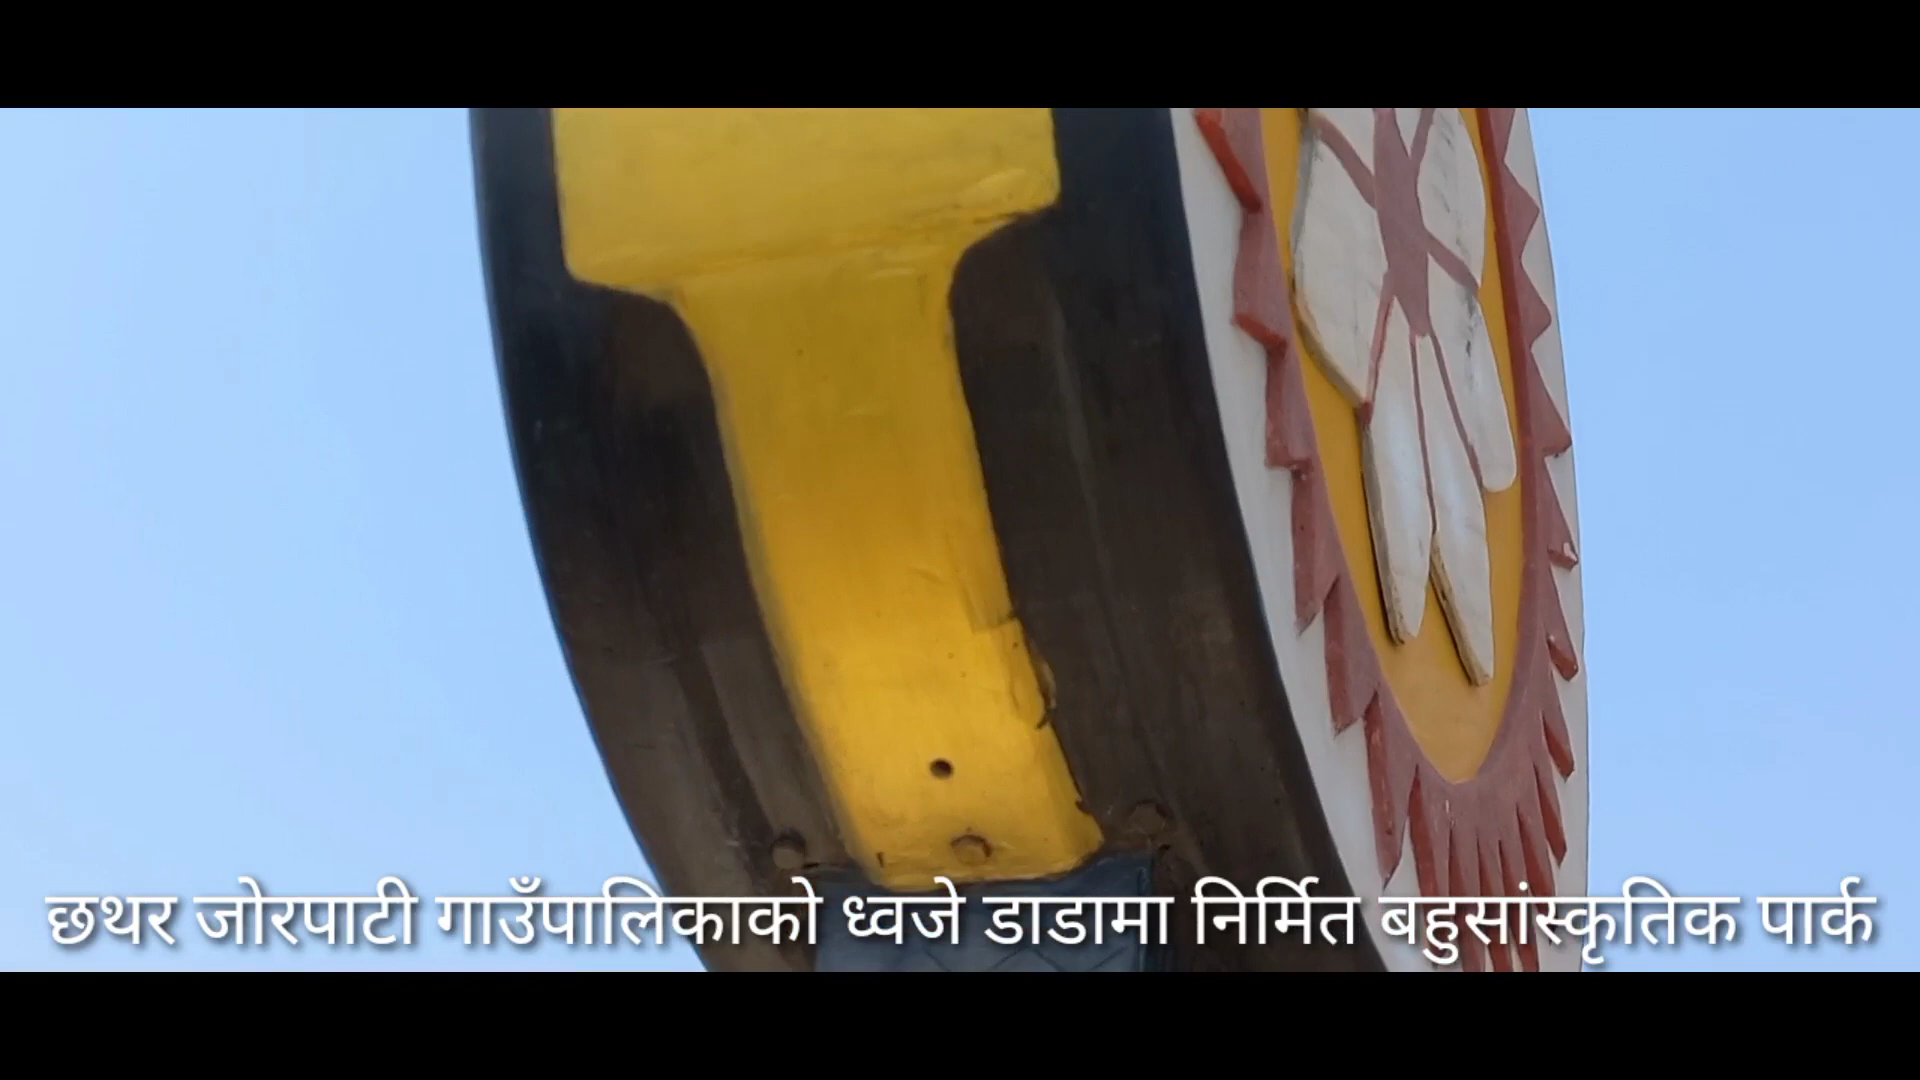 छथर जोरपाटी गाउँपालिकाको ध्वजे डाडामा निर्मित बहुसांस्कृतिक पार्क